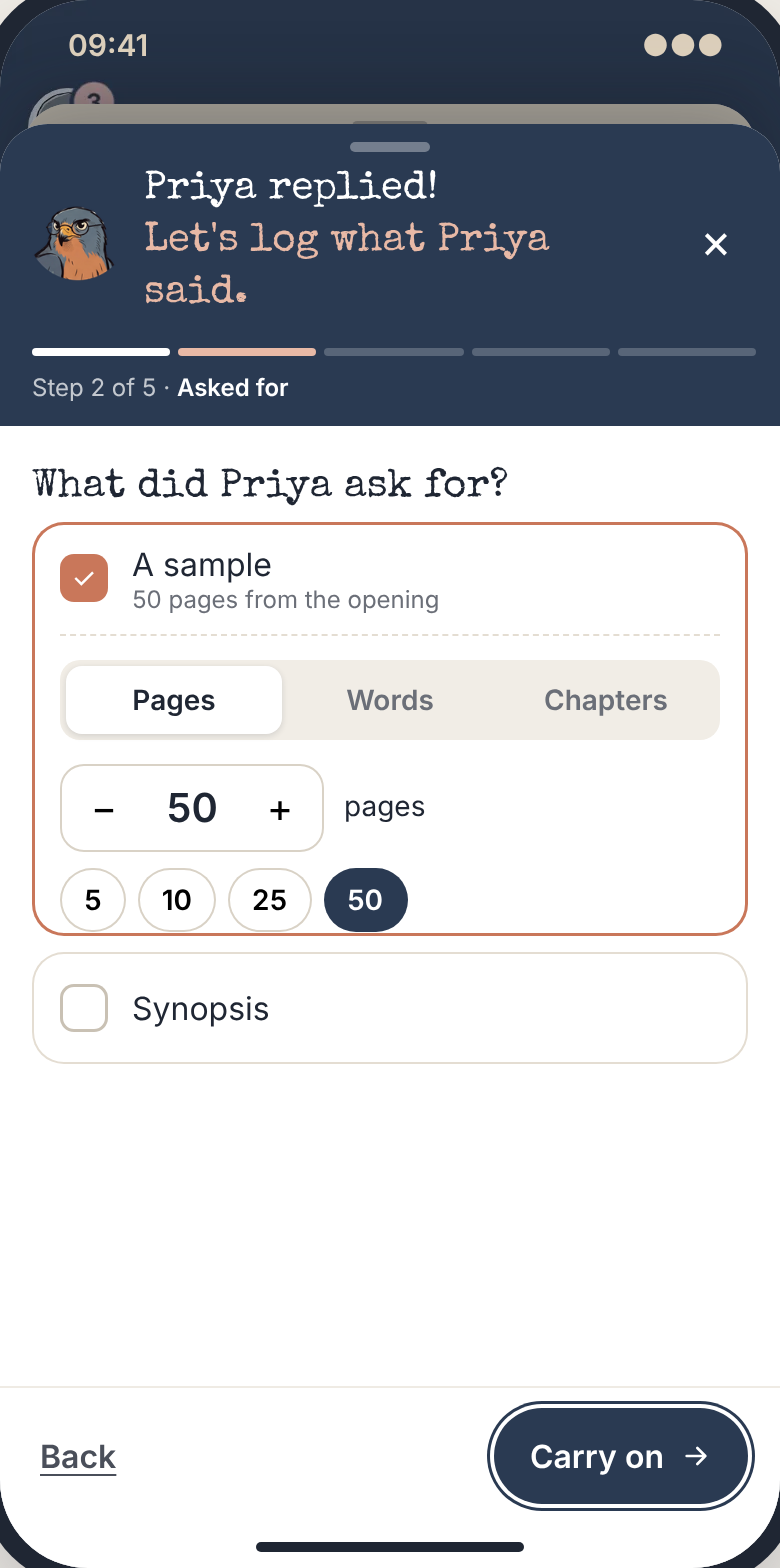 09:41
3
Priya replied!
Let's log what Priya
said.
Step 2 of 5 · Asked for
What did Priya ask for?
A sample
50 pages from the opening
Pages Words Chapters
– 50 + pages
5 10 25 50
Synopsis
Back Carry on →